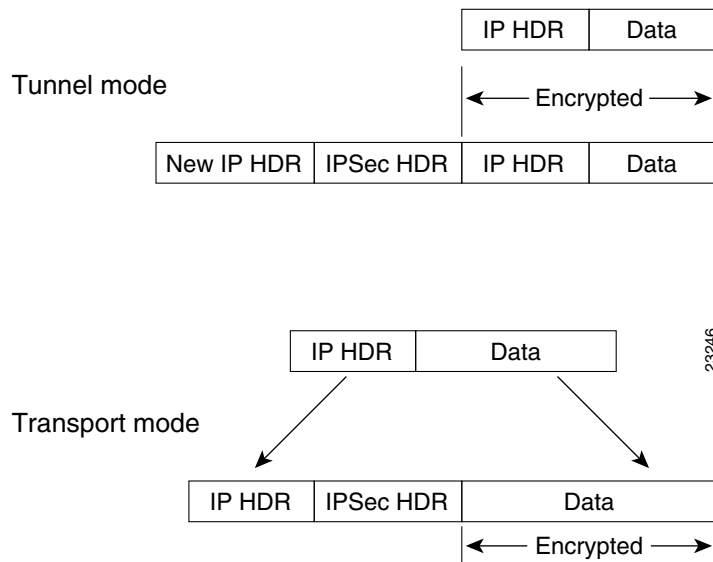 IP HDR Data
Tunnel mode
Encrypted
New IP HDR IPSec HDR IP HDR Data
IP HDR Data
23246
Transport mode
IP HDR IPSec HDR Data
Encrypted